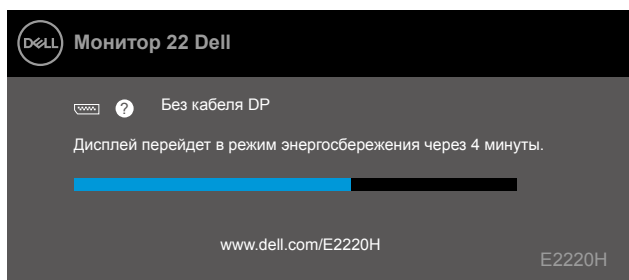 DELL Монитор 22 Dell
? Без кабеля DP
Дисплей перейдет в режим энергосбережения через 4 минуты.
www.dell.com/E2220H
E2220H